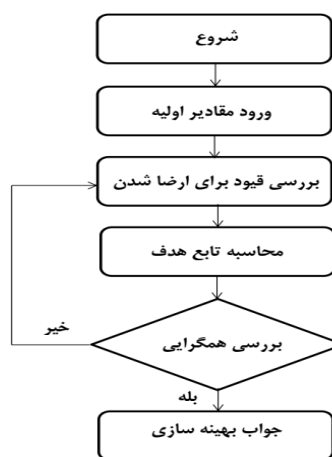 شروع
ورود مقادیر اولیه
بررسی قیود برای ارضا شدن
محاسبه تابع هدف
بررسی همگرایی
خیر
بله
جواب بهینه سازی